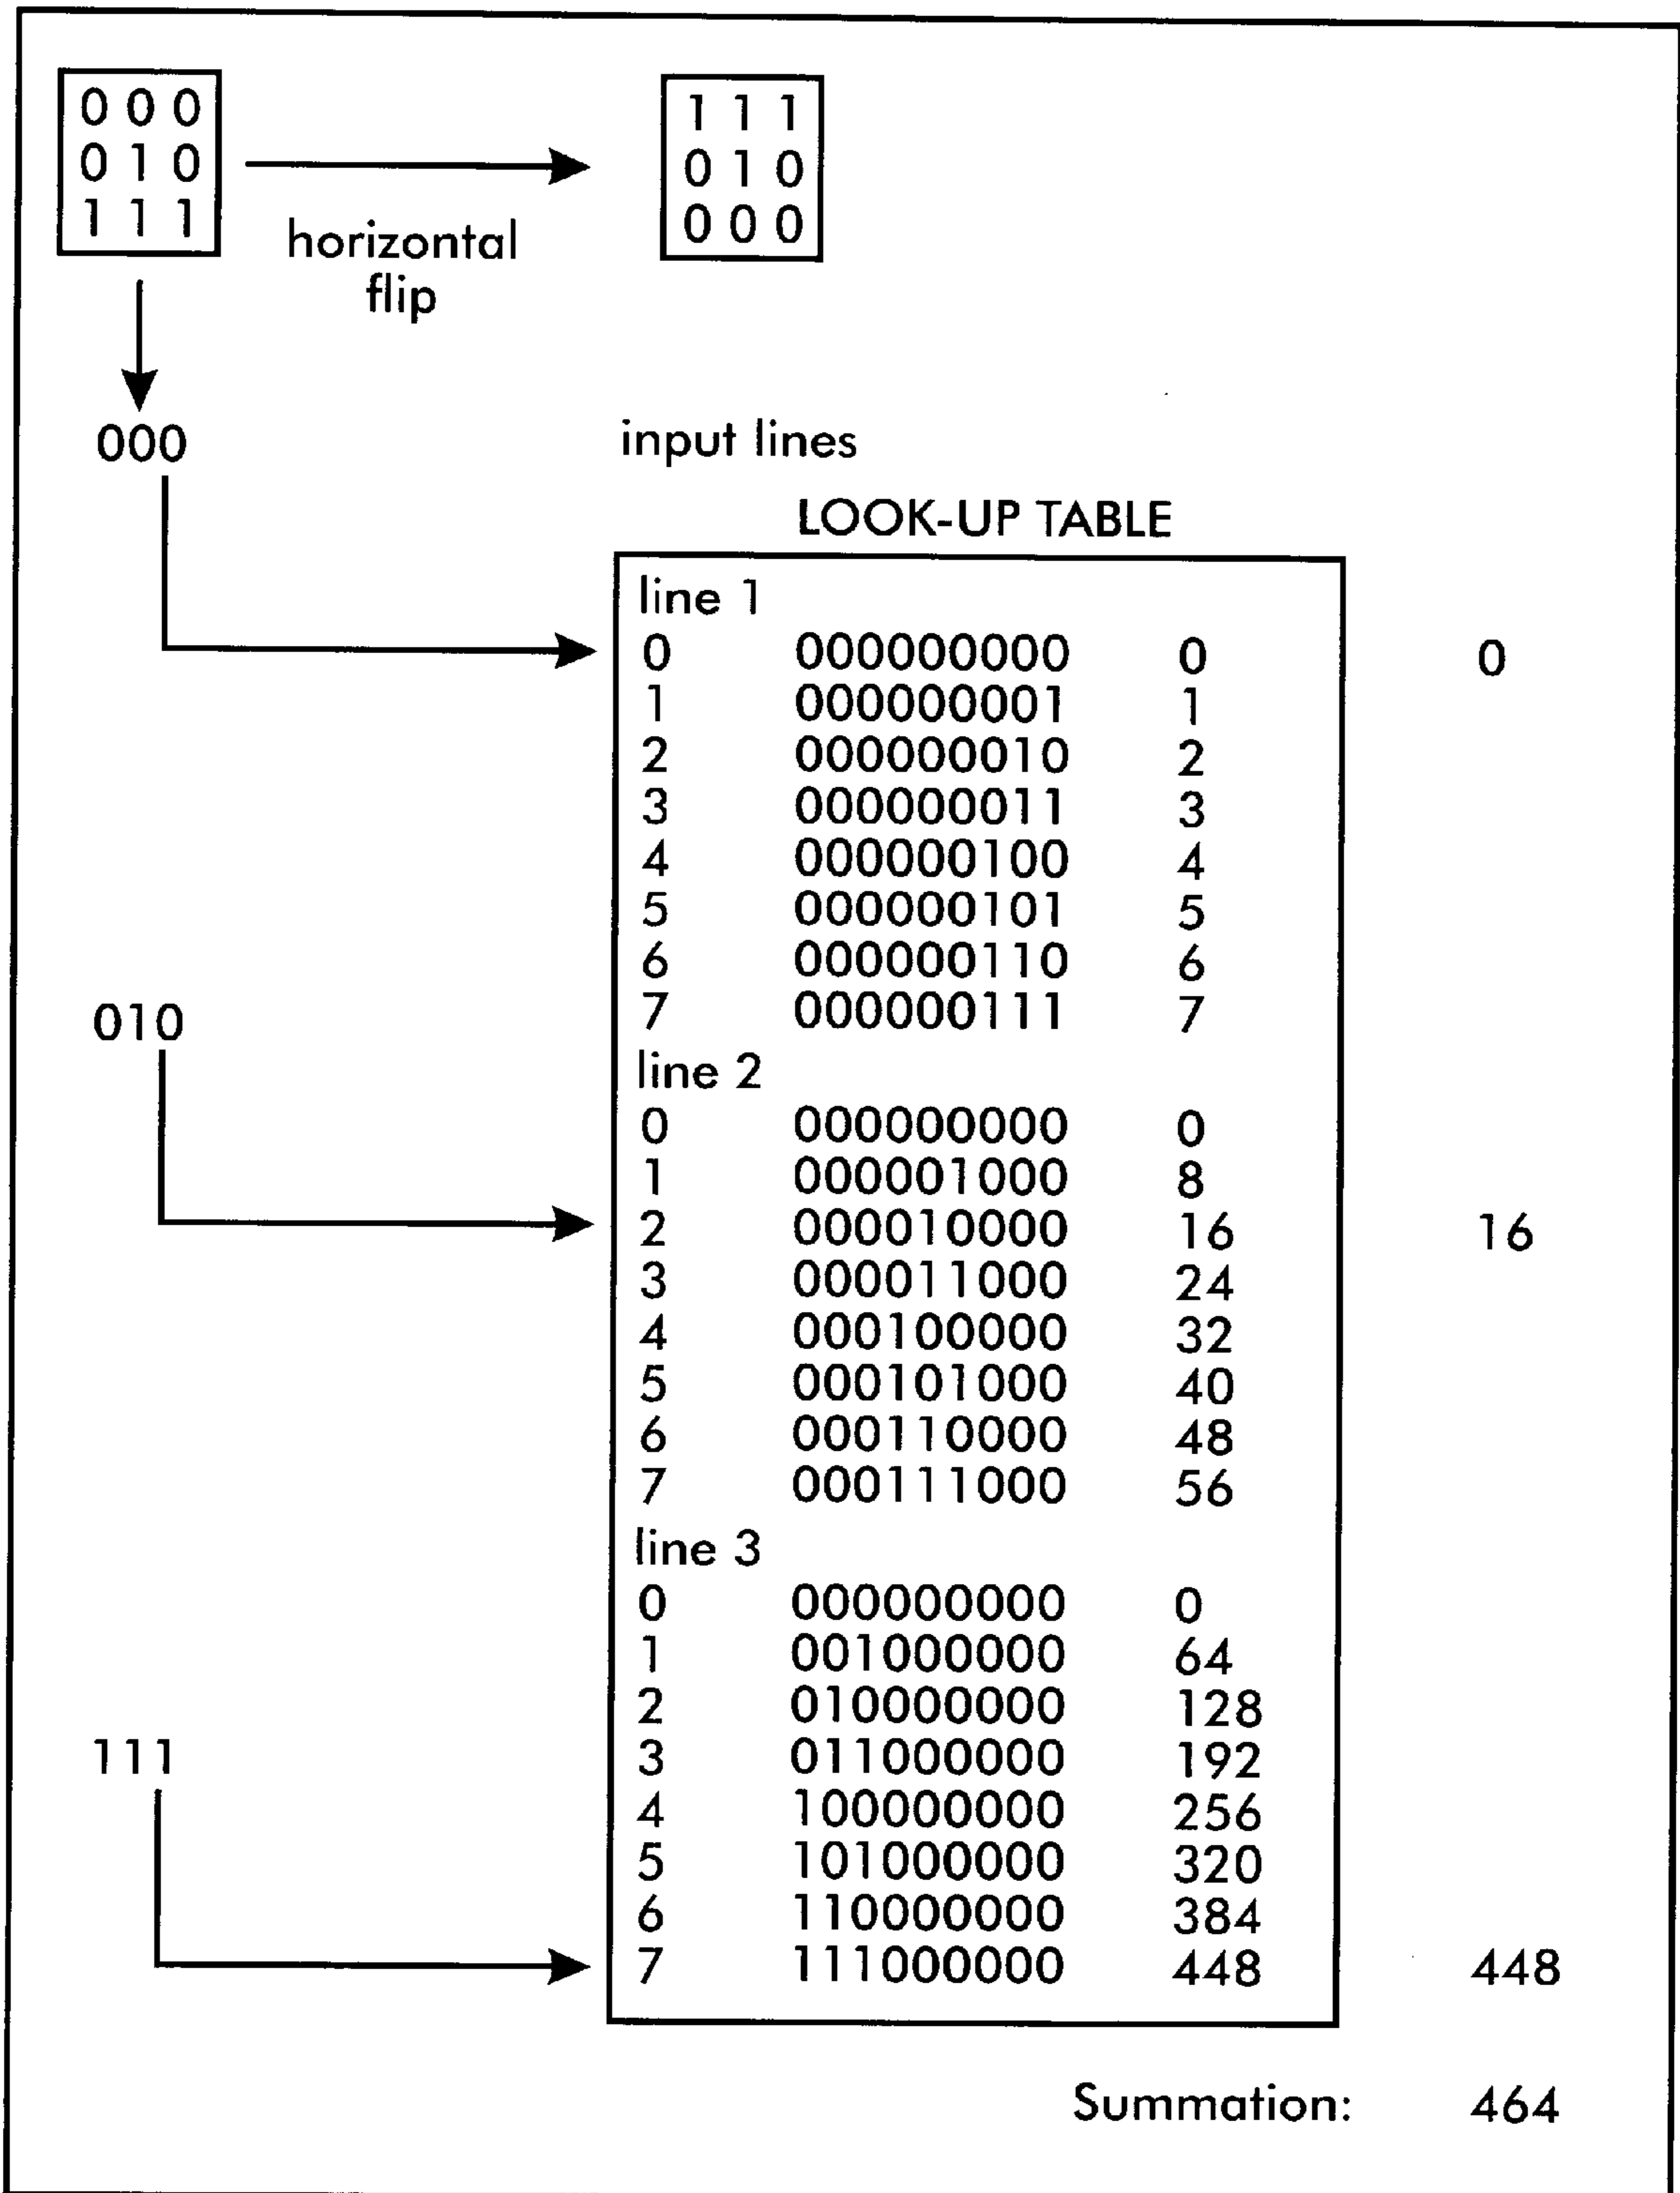 0 0 0
0 1 0
1 1 1
horizontal
flip
1 1 1
0 1 0
0 0 0
000
input lines
LOOK-UP TABLE
line 1
0 000000000 0 0
1 000000001 1
2 000000010 2
3 000000011 3
4 000000100 4
5 000000101 5
6 000000110 6
7 000000111 7
010
line 2
0 000000000 0
1 000001000 8
2 000010000 16 16
3 000011000 24
4 000100000 32
5 000101000 40
6 000110000 48
7 000111000 56
line 3
0 000000000 0
1 001000000 64
2 010000000 128
111
3 011000000 192
4 100000000 256
5 101000000 320
6 110000000 384
7 111000000 448 448
Summation: 464